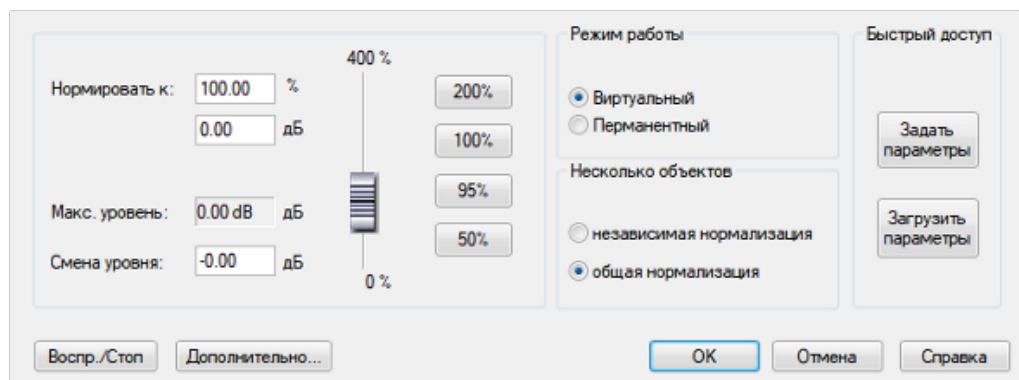 Нормировать к:
100.00
%
0.00
дБ
Макс. уровень:
0.00 dB
дБ
Смена уровня:
-0.00
дБ
400 %
0 %
200%
100%
95%
50%
Режим работы
Виртуальный
Перманентный
Несколько объектов
независимая нормализация
общая нормализация
Быстрый доступ
Задать
параметры
Загрузить
параметры
Воспр./Стоп
Дополнительно...
OK
Отмена
Справка